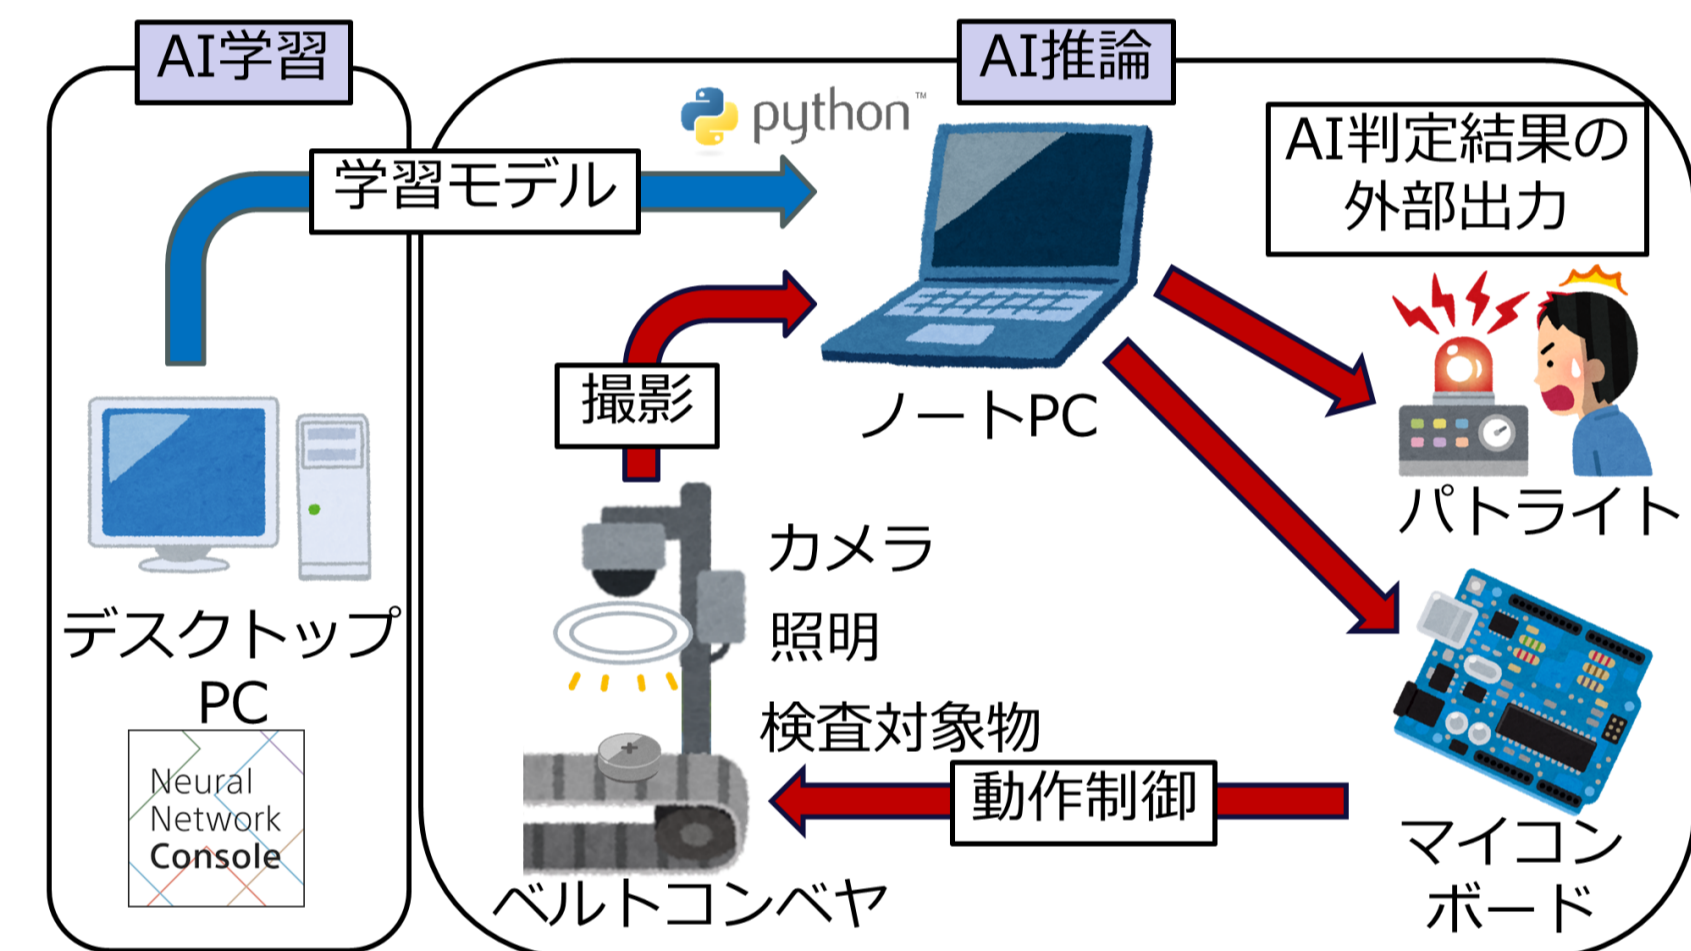 AI学習
AI推論
python™
AI判定結果の
外部出力
学習モデル
撮影
ノートPC
パトライト
カメラ
照明
検査対象物
デスクトップ
PC
Neural
Network
Console
動作制御
マイコン
ボード
ベルトコンベヤ